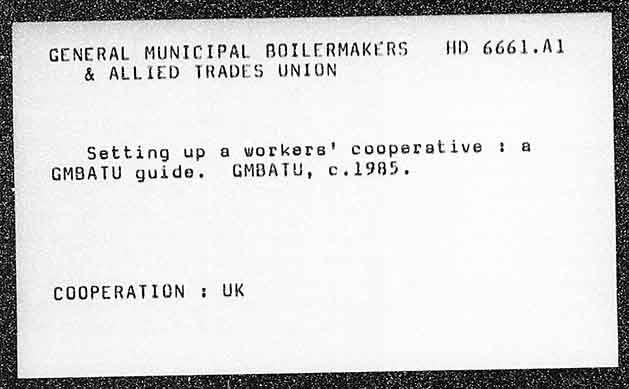 GENERAL MUNICIPAL BOILERMAKERS HD 6661.A1
& ALLIED TRADES UNION
Setting up a workers' cooperative : a
GMBATU guide. GMBATU, c.1985.
COOPERATION : UK